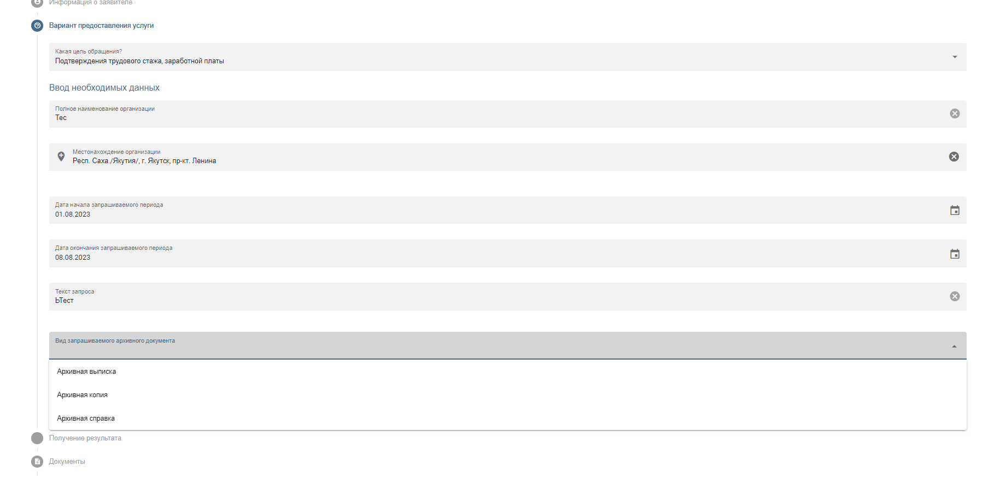 Информация о заявителе
Вариант предоставления услуги
Какая цель обращения?
Подтверждения трудового стажа, заработной платы
Ввод необходимых данных
Полное наименование организации
Тес
Местонахождение организации
Респ. Саха /Якутия/, г. Якутск, пр-кт. Ленина
Дата начала запрашиваемого периода
01.08.2023
Дата окончания запрашиваемого периода
08.08.2023
Текст запроса
ЬТест
Вид запрашиваемого архивного документа
Архивная выписка
Архивная копия
Архивная справка
Получение результата
Документы